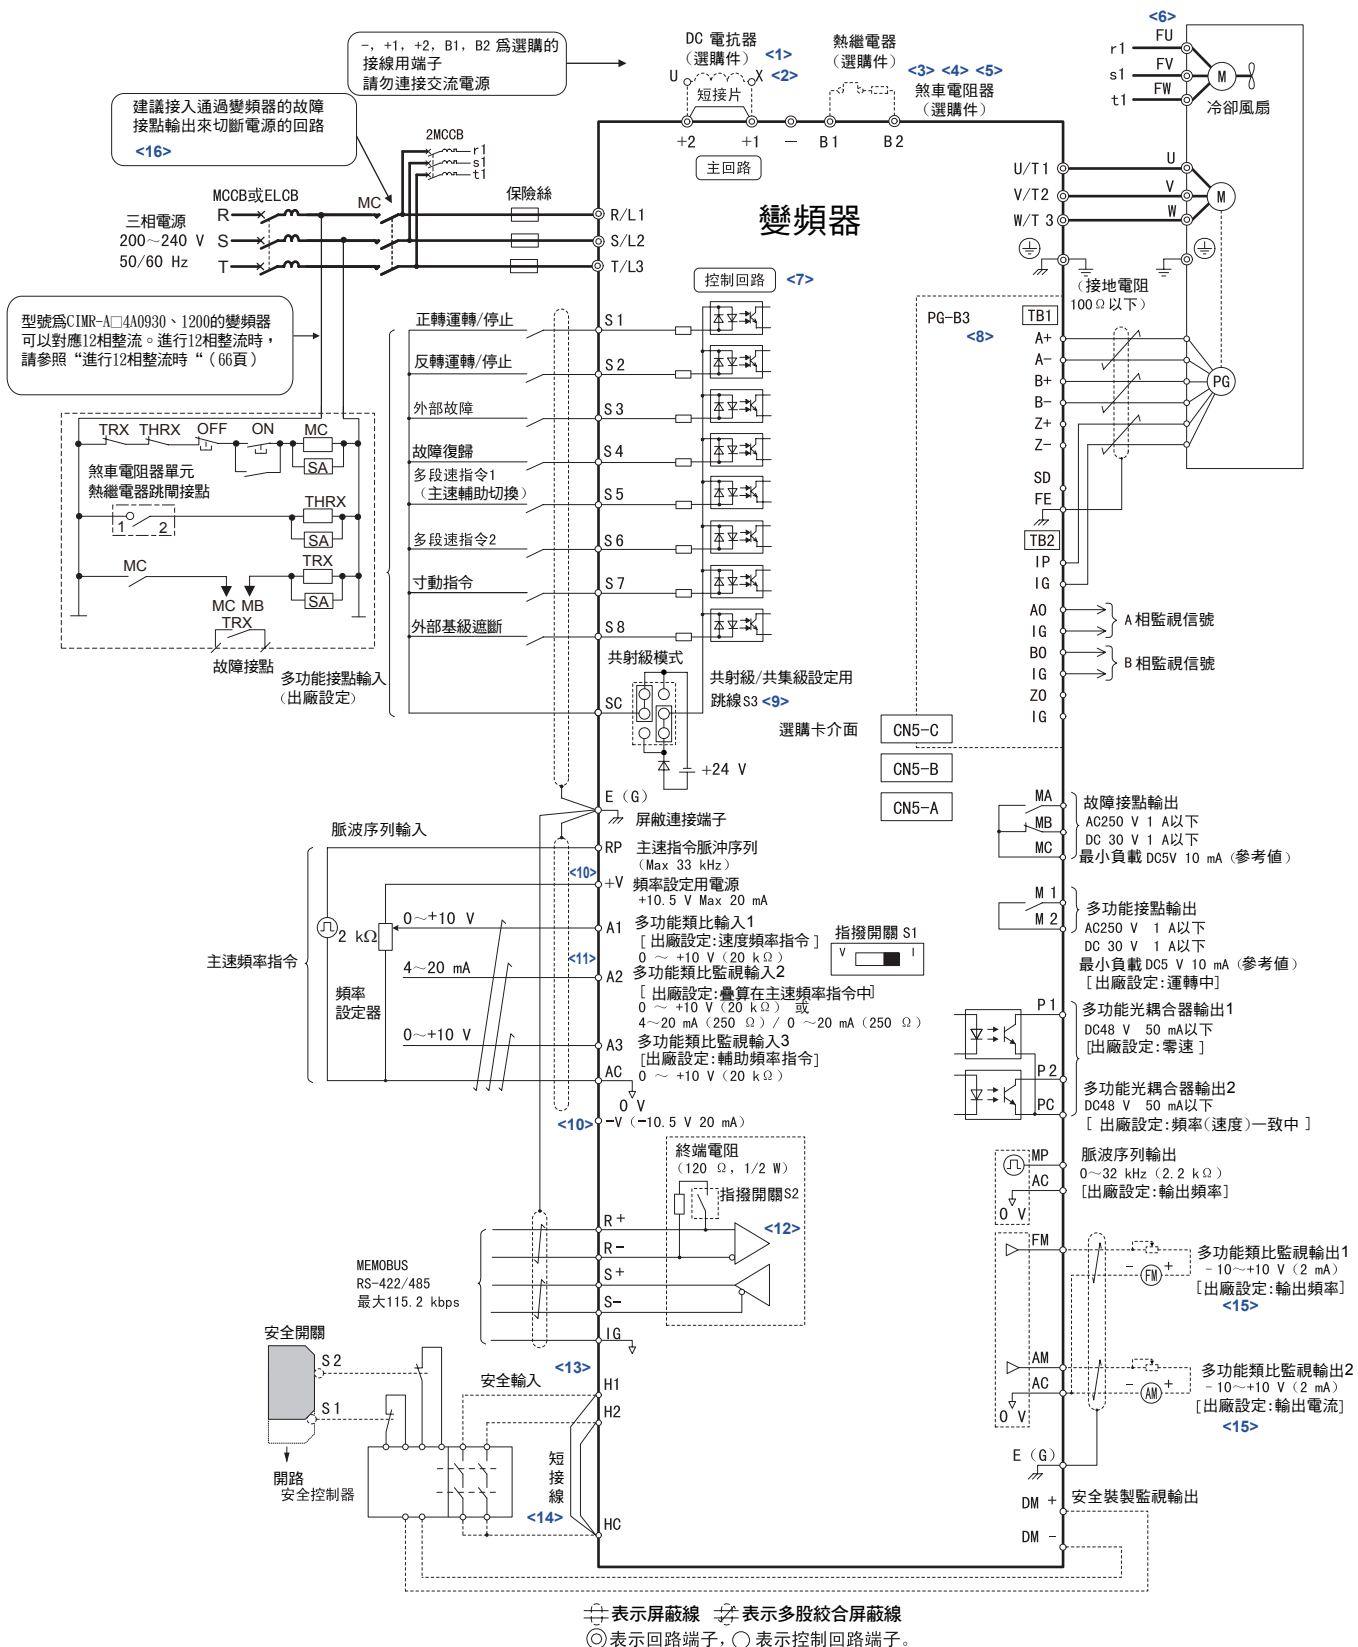 -, +1, +2, B1, B2 為選購的
接線用端子
請勿連接交流電源
DC 電抗器
(選購件)
<1>
<2>
U
X
短接片
熱繼電器
(選購件)
<3> <4> <5>
煞車電阻器
(選購件)
<6>
FU
r1
FV
s1
FW
t1
M
冷卻風扇
建議接入通過變頻器的故障
接點輸出來切斷電源的回路
<16>
2MCCB
r1
s1
t1
+2
+1
−
B1
B2
主回路
MCCB或ELCB
MC
保險絲
三相電源
200～240 V
50/60 Hz
R
S
T
R/L1
S/L2
T/L3
變頻器
U/T1
V/T2
W/T 3
U
V
W
M
(接地電阻
100Ω以下)
控制回路
<7>
型號為CIMR-A□4A0930、1200的變頻器
可以對應12相整流。進行12相整流時，
請參照“進行12相整流時“(66頁)
正轉運轉/停止
S1
反轉運轉/停止
S2
外部故障
S3
故障復歸
S4
多段速指令1
(主速輔助切換)
S5
多段速指令2
S6
寸動指令
S7
外部基級遮斷
S8
共射級模式
SC
共射級/共集級設定用
跳線S3 <9>
+24 V
多功能接點輸入
(出廠設定)
TRX
THRX
OFF
ON
MC
SA
煞車電阻器單元
熱繼電器跳閘接點
1
2
THRX
SA
MC
TRX
SA
MC MB
TRX
故障接點
PG-B3
<8>
TB1
A+
A-
B+
B-
Z+
Z-
SD
FE
PG
TB2
IP
IG
AO
IG
BO
IG
ZO
IG
A相監視信號
B相監視信號
選購卡介面
CN5-C
CN5-B
CN5-A
E (G)
屏敝連接端子
脈波序列輸入
RP
主速指令脈沖序列
(Max 33 kHz)
<10>
+V
頻率設定用電源
+10.5 V Max 20 mA
2 kΩ
0～+10 V
A1
多功能類比輸入1
[ 出廠設定:速度頻率指令 ]
0 ～ +10 V (20 kΩ)
<11>
主速頻率指令
4～20 mA
A2
多功能類比監視輸入2
[ 出廠設定:疊算在主速頻率指令中]
0 ～ +10 V (20 kΩ) 或
4～20 mA (250 Ω) / 0 ～20 mA (250 Ω)
頻率
設定器
0～+10 V
A3
多功能類比監視輸入3
[出廠設定:輔助頻率指令]
0 ～ +10 V (20 kΩ)
AC
0 V
<10>
-V (-10.5 V 20 mA)
指撥開關 S1
V
I
MA
MB
MC
故障接點輸出
AC250 V 1 A以下
DC 30 V 1 A以下
最小負載 DC5V 10 mA (參考值)
M1
M2
多功能接點輸出
AC250 V 1 A以下
DC 30 V 1 A以下
最小負載 DC5 V 10 mA (參考值)
[出廠設定:運轉中]
P1
多功能光耦合器輸出1
DC48 V 50 mA以下
[出廠設定:零速 ]
P2
PC
多功能光耦合器輸出2
DC48 V 50 mA以下
[ 出廠設定:頻率(速度)一致中 ]
MP
AC
0 V
脈波序列輸出
0～32 kHz (2.2 kΩ)
[出廠設定:輸出頻率]
終端電阻
(120 Ω, 1/2 W)
指撥開關S2
<12>
R+
R-
S+
S-
IG
MEMOBUS
RS-422/485
最大115.2 kbps
<13>
FM
- +
FM
多功能類比監視輸出1
-10～+10 V (2 mA)
[出廠設定:輸出頻率]
<15>
AM
AC
0 V
- +
AM
多功能類比監視輸出2
-10～+10 V (2 mA)
[出廠設定:輸出電流]
<15>
E (G)
安全開關
S2
S1
開路
安全控制器
安全輸入
H1
H2
短接線
<14>
HC
DM +
DM -
安全裝製監視輸出
表示屏蔽線 表示多股絞合屏蔽線
表示回路端子, 表示控制回路端子。